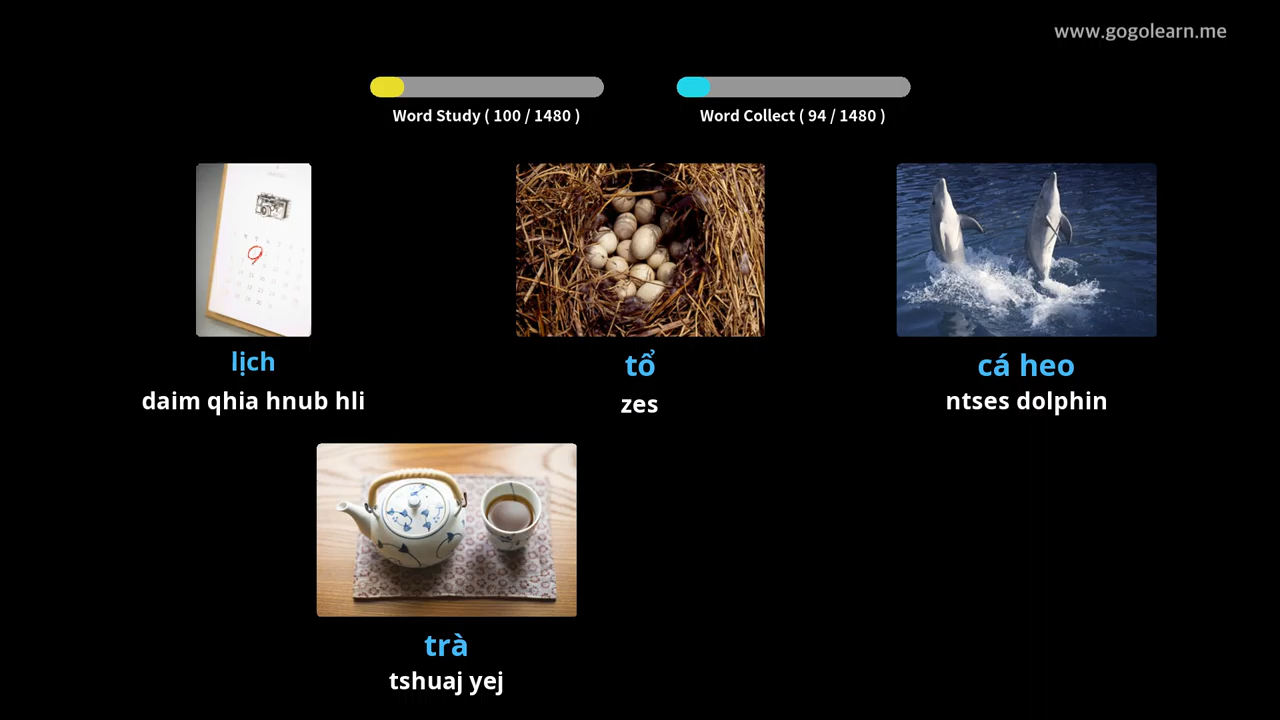 www.gogolearn.me
Word Study ( 100 / 1480 )
Word Collect ( 94 / 1480 )
lịch
daim qhia hnub hli
tổ
zes
cá heo
ntses dolphin
trà
tshuaj yej